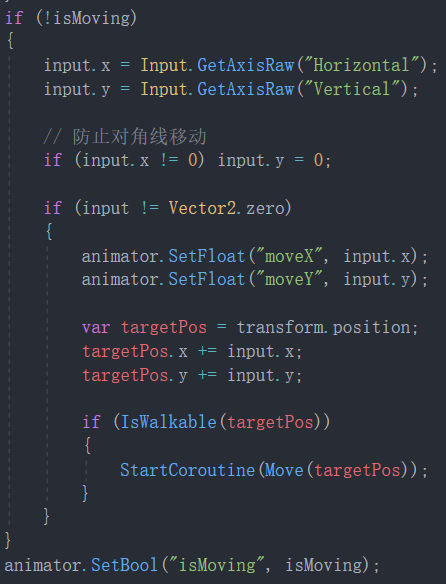 if (!isMoving)
{
input.x = Input.GetAxisRaw("Horizontal");
input.y = Input.GetAxisRaw("Vertical");
// 防止对角线移动
if (input.x != 0) input.y = 0;
if (input != Vector2.zero)
{
animator.SetFloat("moveX", input.x);
animator.SetFloat("moveY", input.y);
var targetPos = transform.position;
targetPos.x += input.x;
targetPos.y += input.y;
if (IsWalkable(targetPos))
{
StartCoroutine(Move(targetPos));
}
}
}
animator.SetBool("isMoving", isMoving);